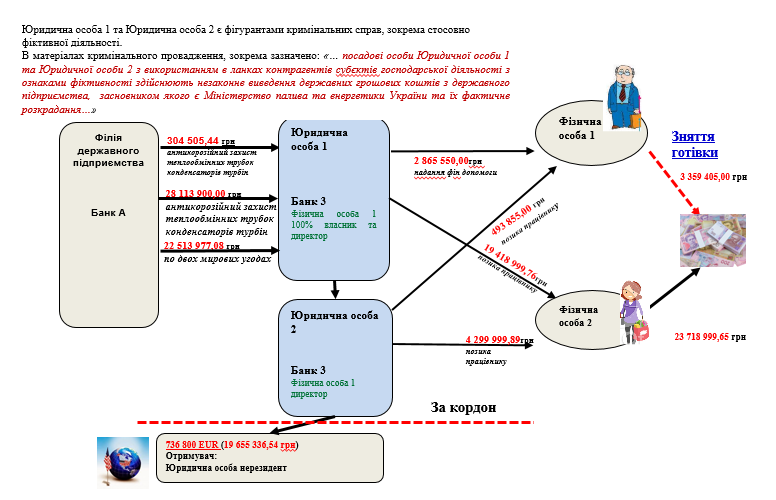 Юридична особа 1 та Юридична особа 2 є фігурантами кримінальних справ, зокрема стосовно
фіктивної діяльності.
В матеріалах кримінального провадження, зокрема зазначено: «… посадові особи Юридичної особи 1
та Юридичної особи 2 з використанням в ланках контрагентів субєктів господарської діяльності з
ознаками фіктивності здійснюють незаконне виведення державних грошових коштів з державного
підприємства, засновником якого є Міністерство палива та енергетики України та їх фактичне
розкрадання…»
Філія
державного
підприємства
Банк А
304 505,44 грн
антикорозійний захист
теплообмінних трубок
конденсаторів турбін
28 113 900,00 грн
антикорозійний захист
теплообмінних трубок
конденсаторів турбін
22 513 977,08 грн
по двох мирових угодах
Юридична
особа 1
Банк 3
Фізична особа 1
100% власник та
директор
2 865 550,00грн
надання фін допомоги
493 855,00 грн
позика працівнику
19 418 999,76грн
позика працівнику
Фізична
особа 1
Зняття
готівки
3 359 405,00 грн
Юридична особа
2
Банк 3
Фізична особа 1
директор
4 299 999,89грн
позика
працівнику
Фізична
особа 2
23 718 999,65 грн
За кордон
736 800 EUR (19 655 336,54 грн)
Отримувач:
Юридична особа нерезидент